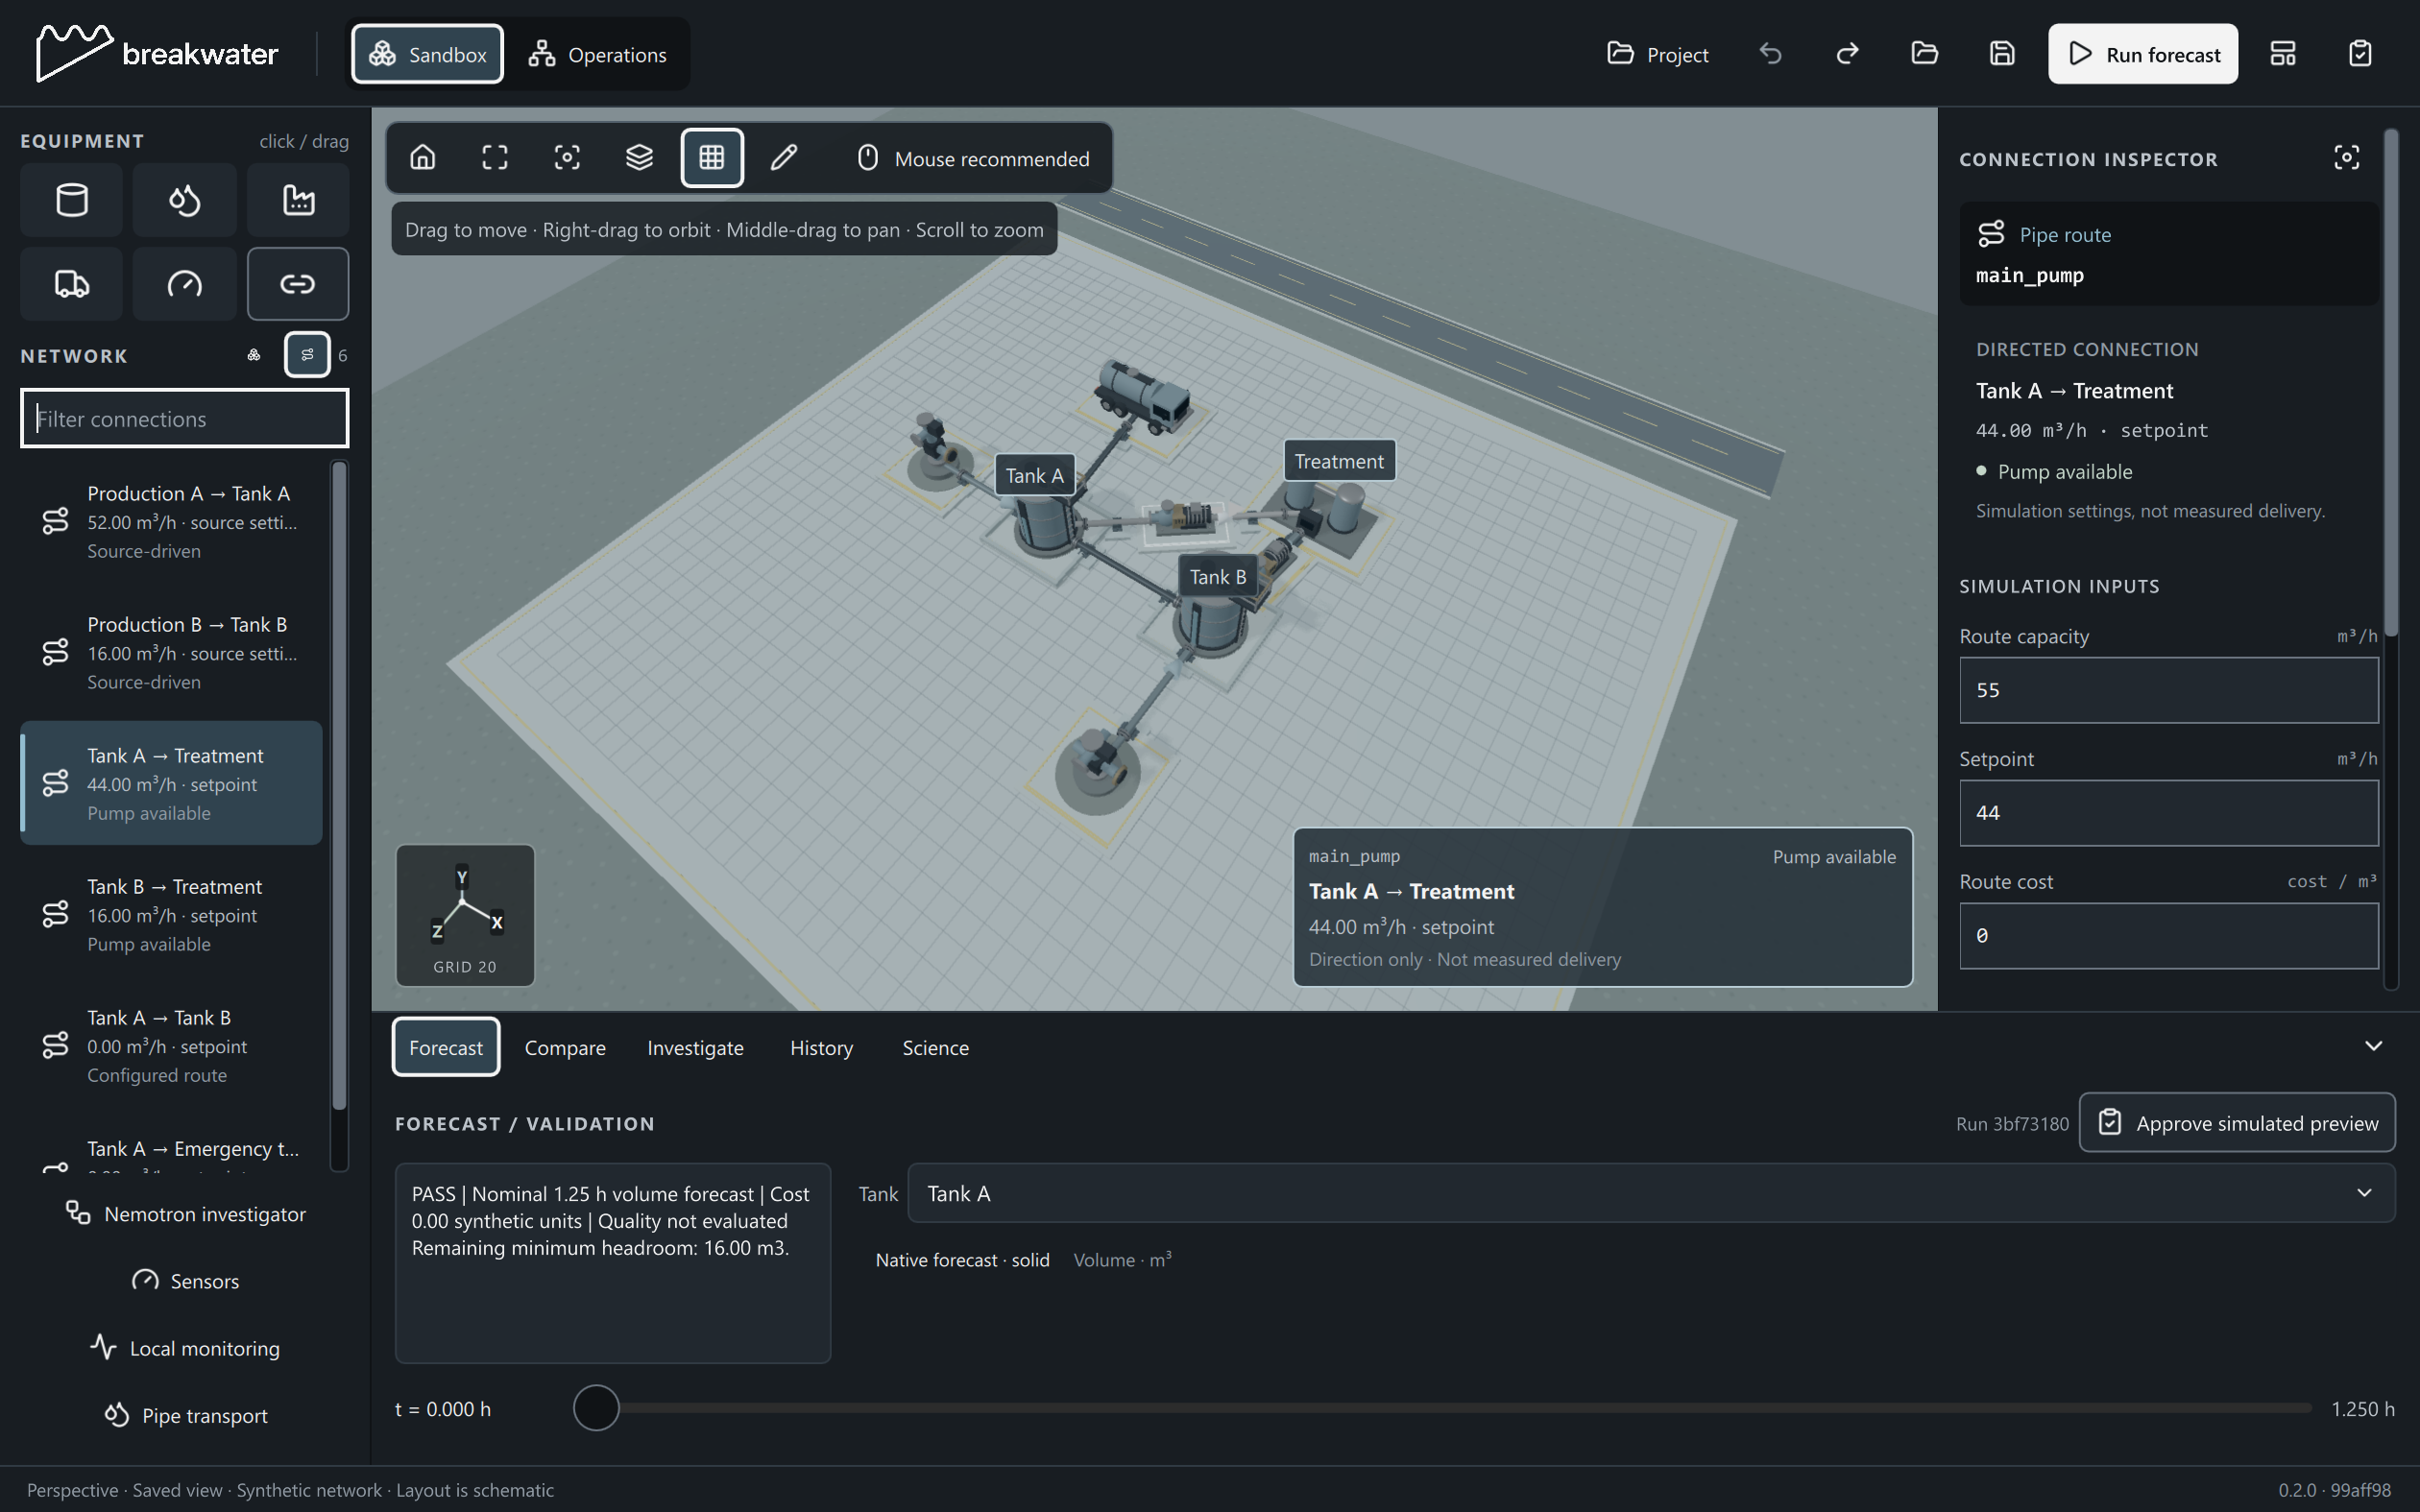 breakwater
Sandbox
Operations
Project
Run forecast
EQUIPMENT
click / drag
NETWORK
6
Filter connections
Production A → Tank A
52.00 m³/h · source setti...
Source-driven
Production B → Tank B
16.00 m³/h · source setti...
Source-driven
Tank A → Treatment
44.00 m³/h · setpoint
Pump available
Tank B → Treatment
16.00 m³/h · setpoint
Pump available
Tank A → Tank B
0.00 m³/h · setpoint
Configured route
Tank A → Emergency t...
Nemotron investigator
Sensors
Local monitoring
Pipe transport
Mouse recommended
Drag to move · Right-drag to orbit · Middle-drag to pan · Scroll to zoom
Tank A
Treatment
Tank B
Y
X
Z
GRID 20
main_pump
Pump available
Tank A → Treatment
44.00 m³/h · setpoint
Direction only · Not measured delivery
CONNECTION INSPECTOR
Pipe route
main_pump
DIRECTED CONNECTION
Tank A → Treatment
44.00 m³/h · setpoint
Pump available
Simulation settings, not measured delivery.
SIMULATION INPUTS
Route capacity
m³/h
55
Setpoint
m³/h
44
Route cost
cost / m³
0
Forecast
Compare
Investigate
History
Science
FORECAST / VALIDATION
Run 3bf73180
Approve simulated preview
PASS | Nominal 1.25 h volume forecast | Cost
0.00 synthetic units | Quality not evaluated
Remaining minimum headroom: 16.00 m3.
Tank
Tank A
Native forecast · solid
Volume · m³
t = 0.000 h
1.250 h
Perspective · Saved view · Synthetic network · Layout is schematic
0.2.0 · 99aff98